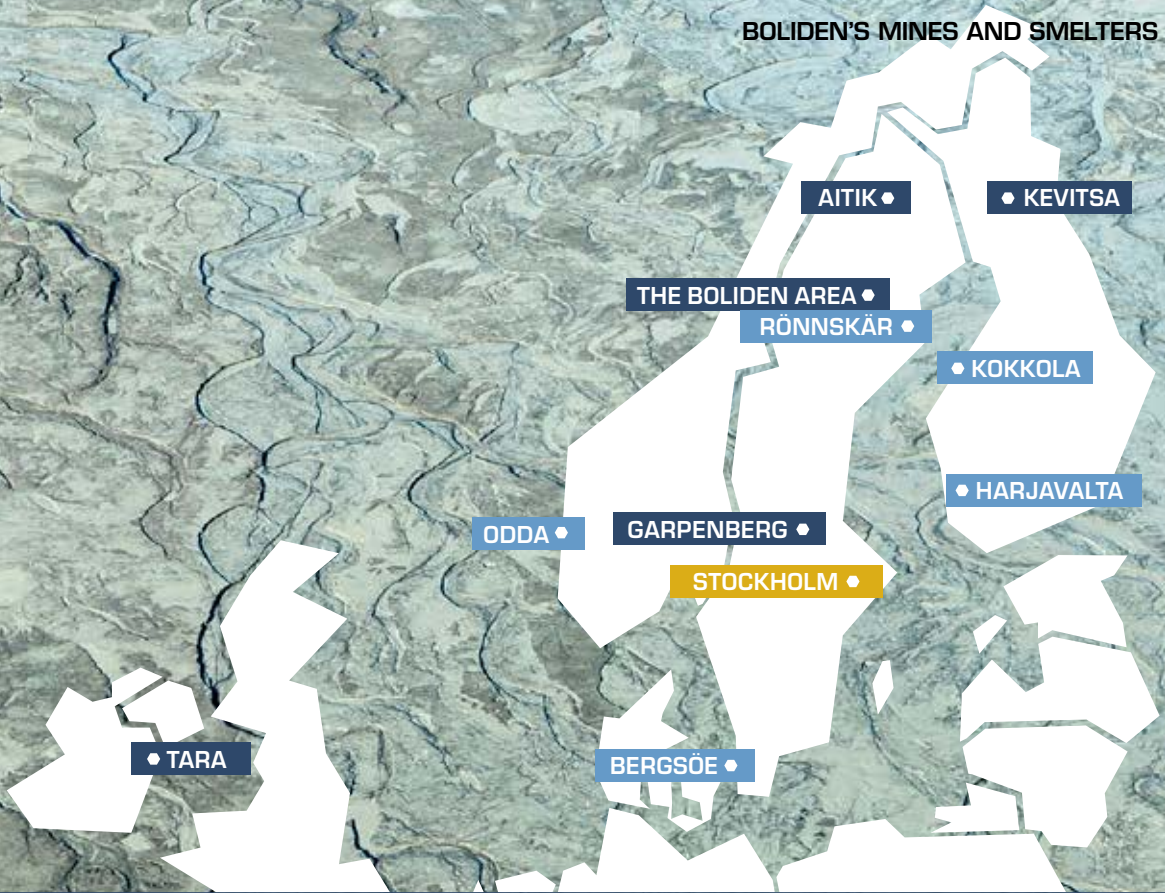 BOLIDEN'S MINES AND SMELTERS
AITIK
KEVITSA
THE BOLIDEN AREA
RÖNNSKÄR
KOKKOLA
HARJAVALTA
ODDA
GARPENBERG
STOCKHOLM
TARA
BERGSÖE